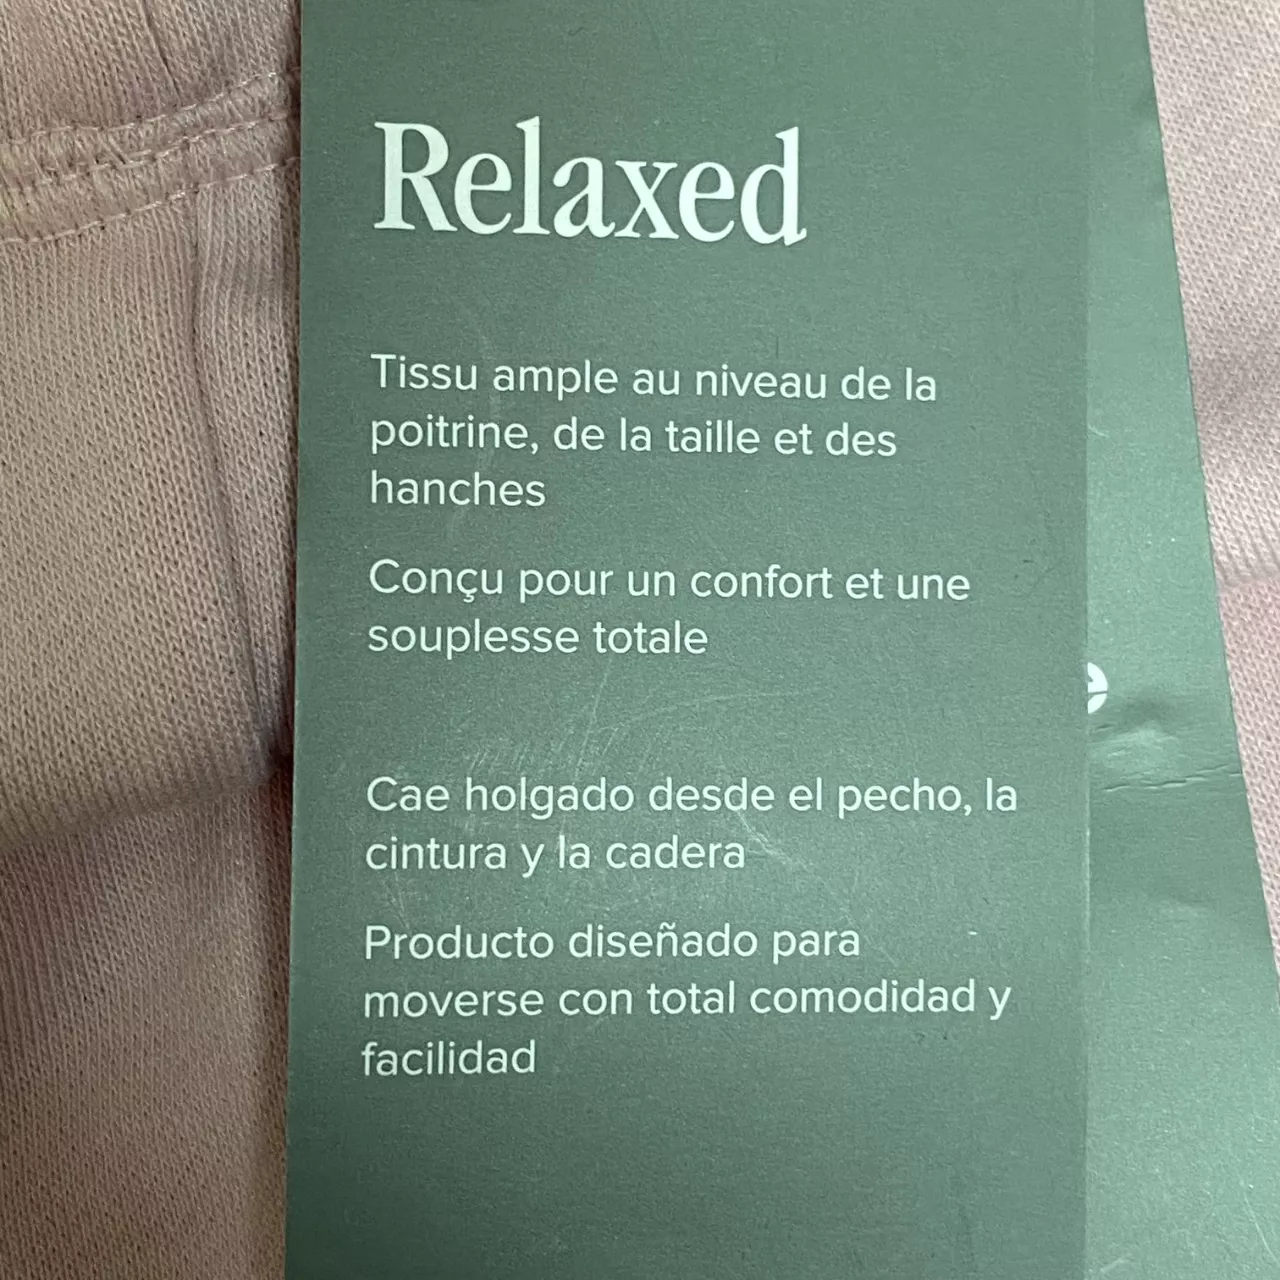 Relaxed
Tissu ample au niveau de la
poitrine, de la taille et des
hanches
Conçu pour un confort et une
souplesse totale
Cae holgado desde el pecho, la
cintura y la cadera
Producto diseñado para
moverse con total comodidad y
facilidad